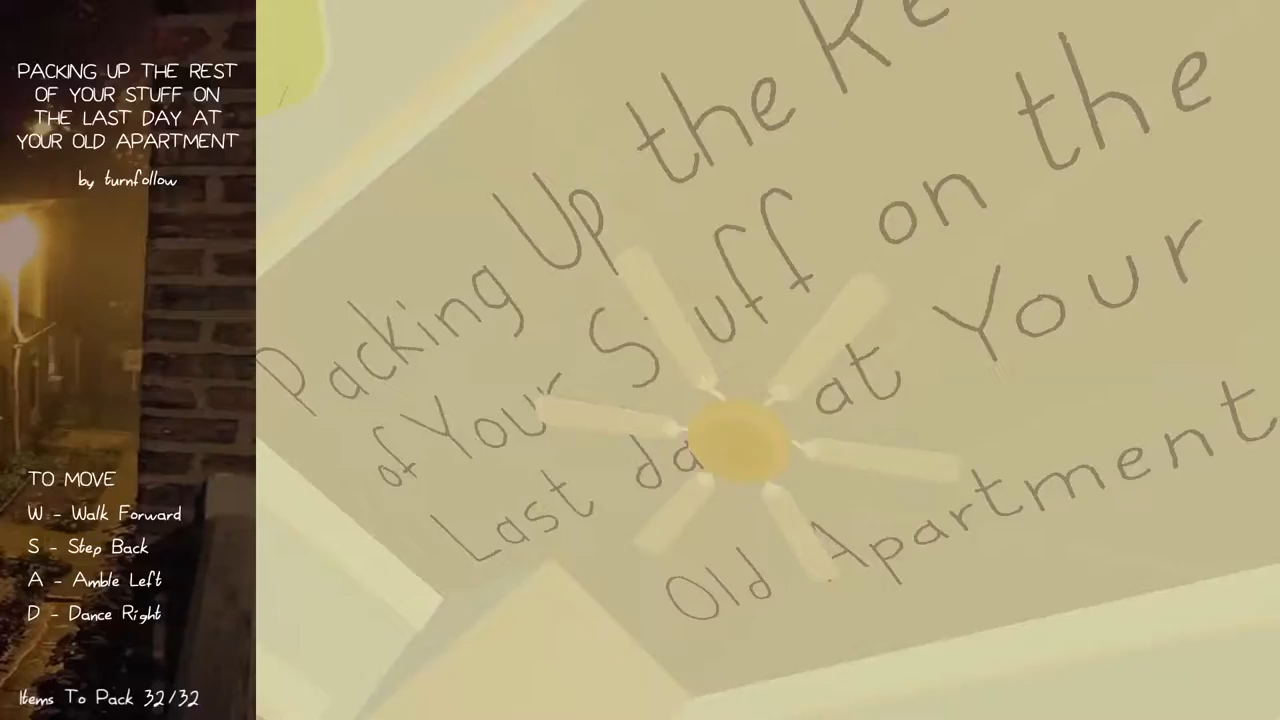 PACKING UP THE REST
OF YOUR STUFF ON
THE LAST DAY AT
YOUR OLD APARTMENT
by turnfollow
TO MOVE
W - Walk Forward
S - Step Back
A - Amble Left
D - Dance Right
Items To Pack 32/32
Packing Up the Re
of Your Stuff on the
Last da at Your
Old Apartment